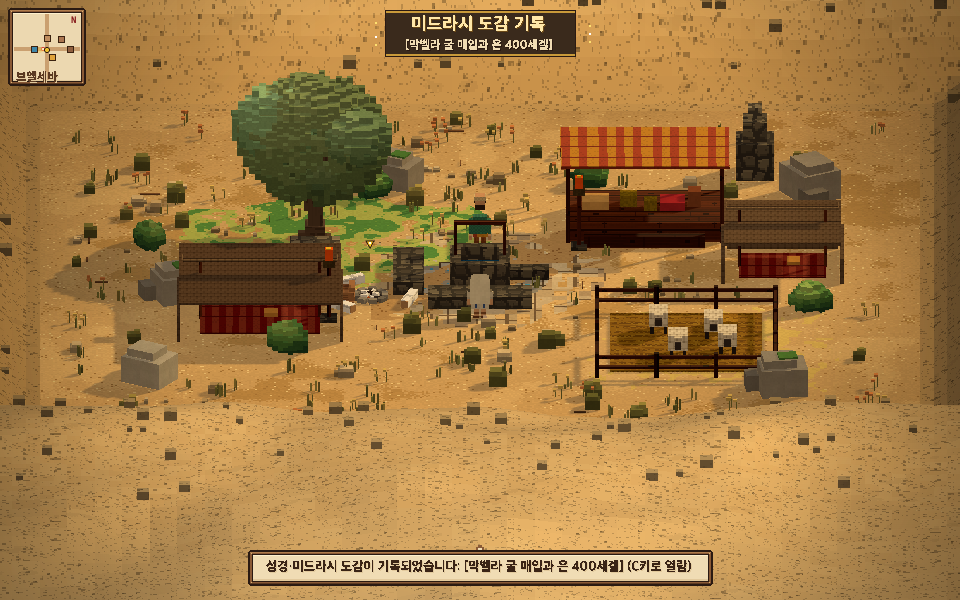 N
브엘세바
미드라시 도감 기록
[막벨라 굴 매입과 은 400세겔]
성경·미드라시 도감이 기록되었습니다: [막벨라 굴 매입과 은 400세겔] (C키로 열람)